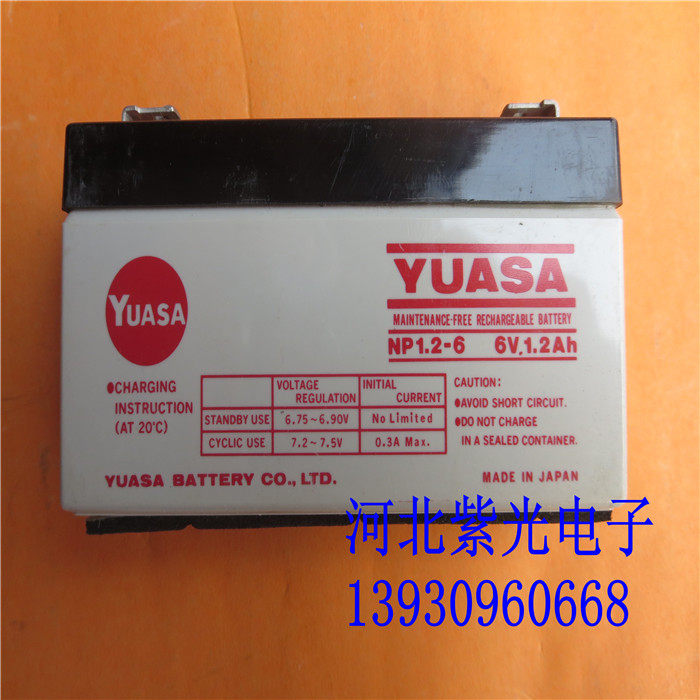 YUASA
YUASA
MAINTENANCE-FREE RECHARGEABLE BATTERY
NP1.2-6 6V,1.2Ah
●CHARGING INSTRUCTION (AT 20℃)
VOLTAGE REGULATION INITIAL CURRENT
STANDBY USE 6.75~6.90V No Limited
CYCLIC USE 7.2~7.5V 0.3A Max.
CAUTION:
●AVOID SHORT CIRCUIT.
●DO NOT CHARGE
IN A SEALED CONTAINER.
YUASA BATTERY CO., LTD.
MADE IN JAPAN
河北紫光电子
13930960668